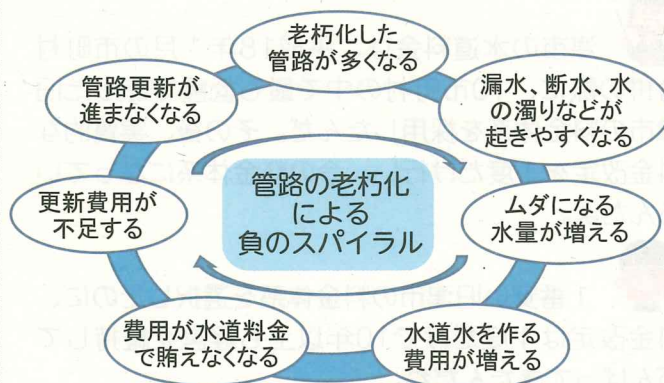 老朽化した
管路が多くなる
漏水、断水、水
の濁りなどが
起きやすくなる
ムダになる
水量が増える
水道水を作る
費用が増える
費用が水道料金
で賄えなくなる
更新費用が
不足する
管路更新が
進まなくなる
管路の老朽化
による
負のスパイラル